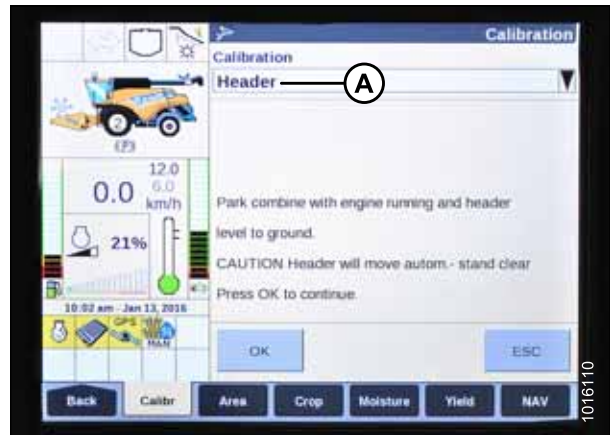 Calibration
Calibration
Header
A
2
(P)
12.0
6.0
0.0 km/h
21%
10:02 am Jan 13, 2016
GPS
MAN
Park combine with engine running and header
level to ground.
CAUTION Header will move autom.- stand clear
Press OK to continue
OK
ESC
Back
Calibr
Area
Crop
Moisture
Yield
NAV
1016110